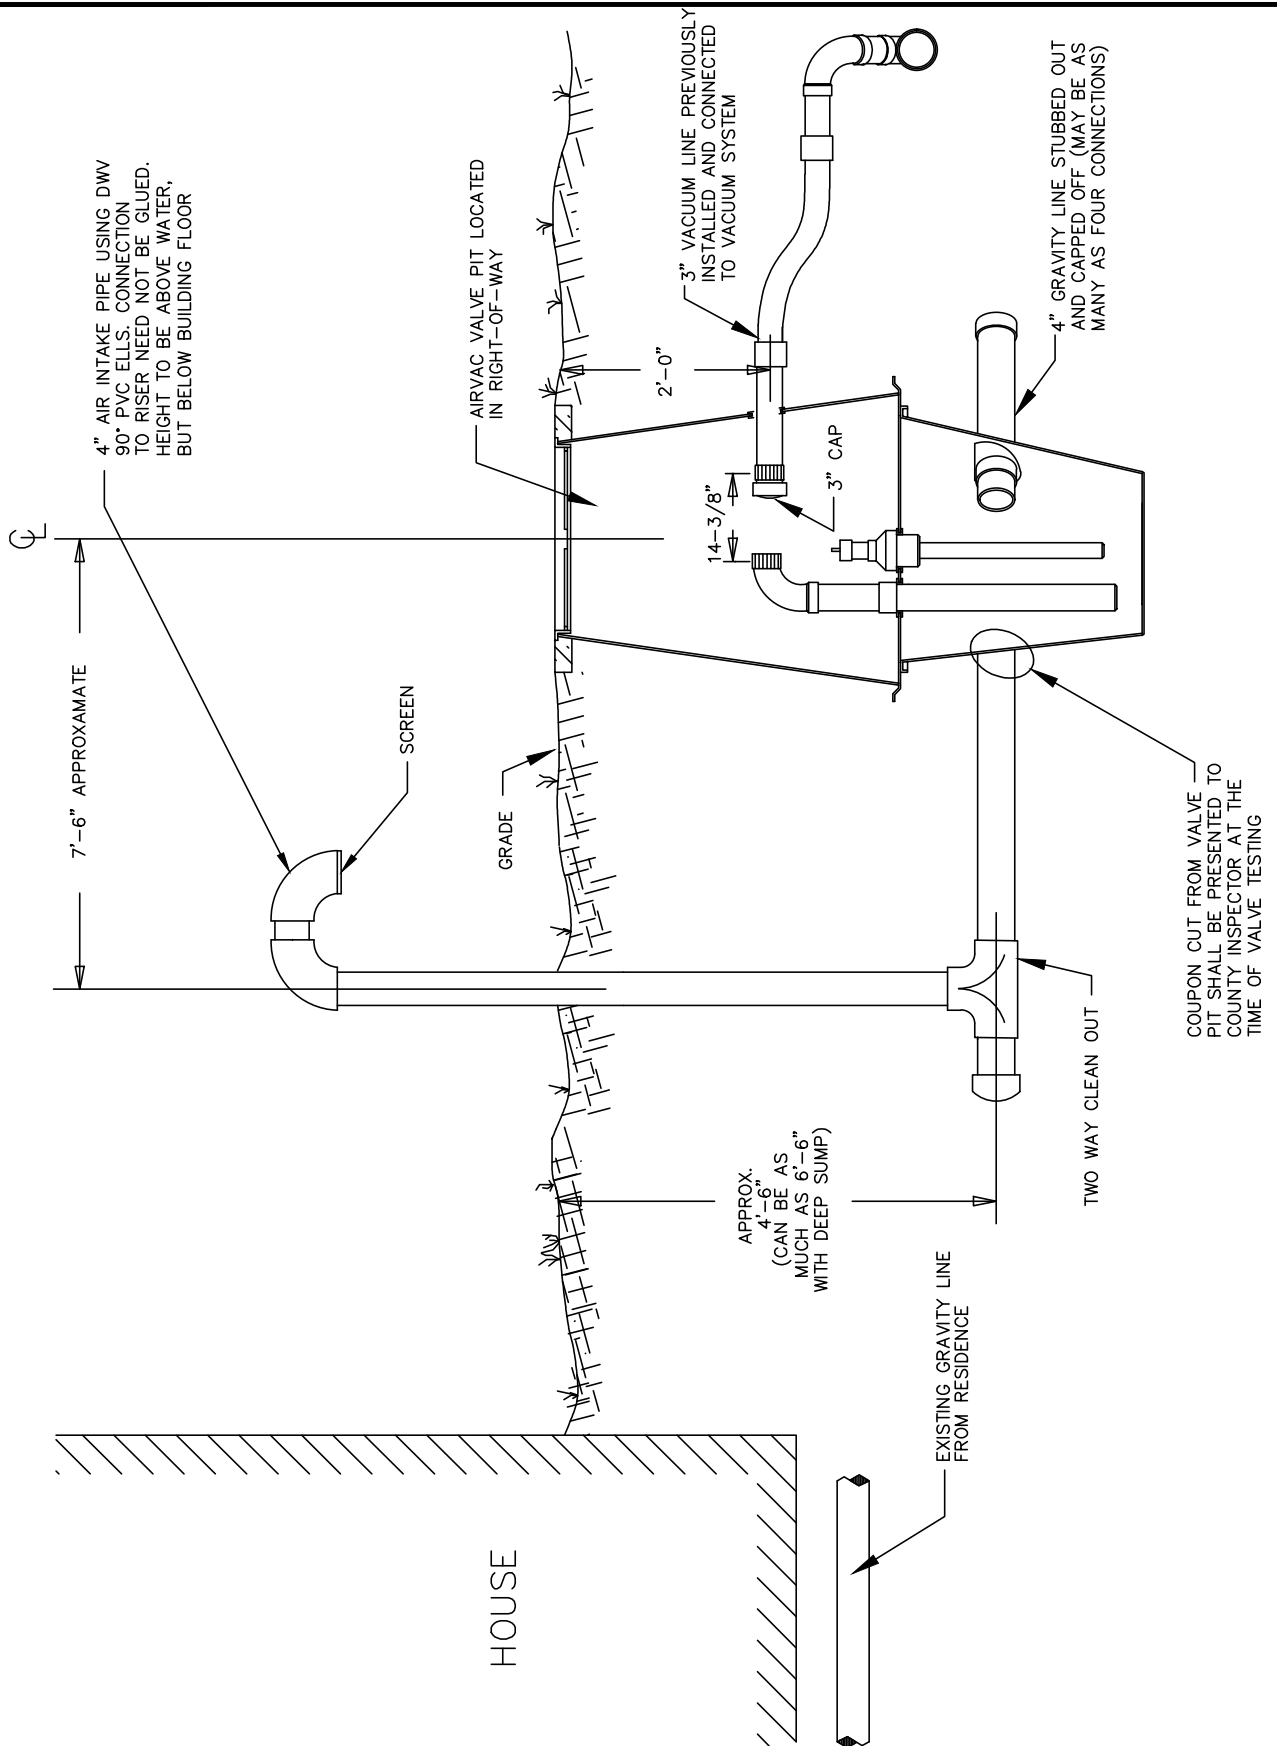 HOUSE
EXISTING GRAVITY LINE
FROM RESIDENCE
APPROX.
4'-6"
(CAN BE AS
MUCH AS 6'-6"
WITH DEEP SUMP)
TWO WAY CLEAN OUT
COUPON CUT FROM VALVE
PIT SHALL BE PRESENTED TO
COUNTY INSPECTOR AT THE
TIME OF VALVE TESTING
7'-6" APPROXAMATE
SCREEN
GRADE
CL
4" AIR INTAKE PIPE USING DWV
90° PVC ELLS. CONNECTION
TO RISER NEED NOT BE GLUED.
HEIGHT TO BE ABOVE WATER,
BUT BELOW BUILDING FLOOR
AIRVAC VALVE PIT LOCATED
IN RIGHT-OF-WAY
14-3/8"
3" CAP
2'-0"
3" VACUUM LINE PREVIOUSLY
INSTALLED AND CONNECTED
TO VACUUM SYSTEM
4" GRAVITY LINE STUBBED OUT
AND CAPPED OFF (MAY BE AS
MANY AS FOUR CONNECTIONS)